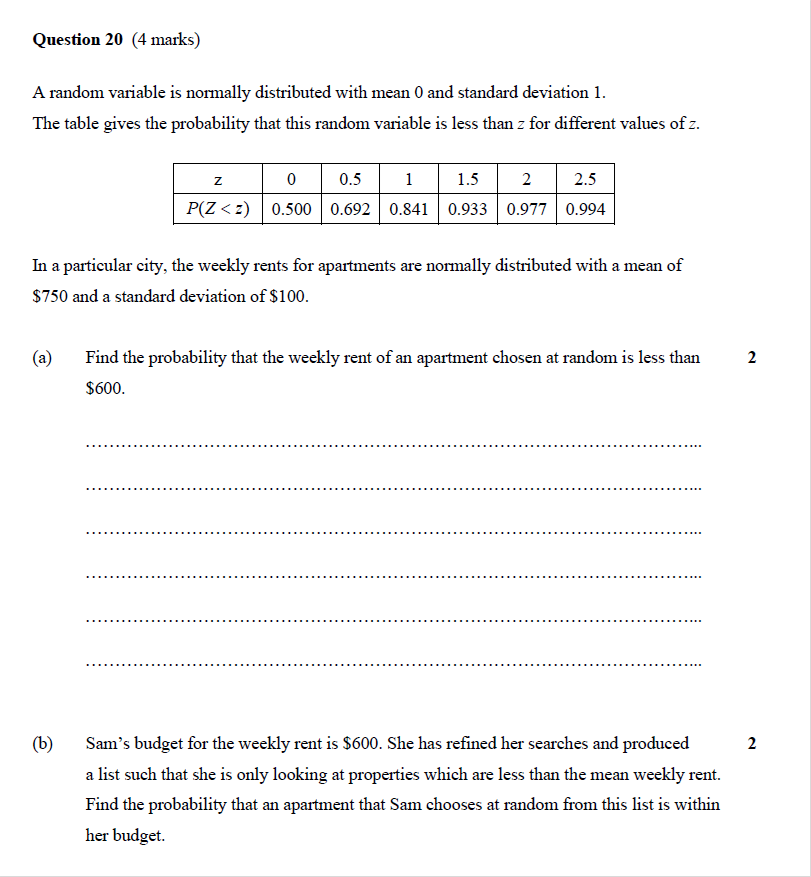 Question 20 (4 marks)
A random variable is normally distributed with mean 0 and standard deviation 1.
The table gives the probability that this random variable is less than z for different values of z.
z 0 0.5 1 1.5 2 2.5
P(Z < z) 0.500 0.692 0.841 0.933 0.977 0.994
In a particular city, the weekly rents for apartments are normally distributed with a mean of
$750 and a standard deviation of $100.
(a) Find the probability that the weekly rent of an apartment chosen at random is less than 2
$600.
(b) Sam’s budget for the weekly rent is $600. She has refined her searches and produced 2
a list such that she is only looking at properties which are less than the mean weekly rent.
Find the probability that an apartment that Sam chooses at random from this list is within
her budget.